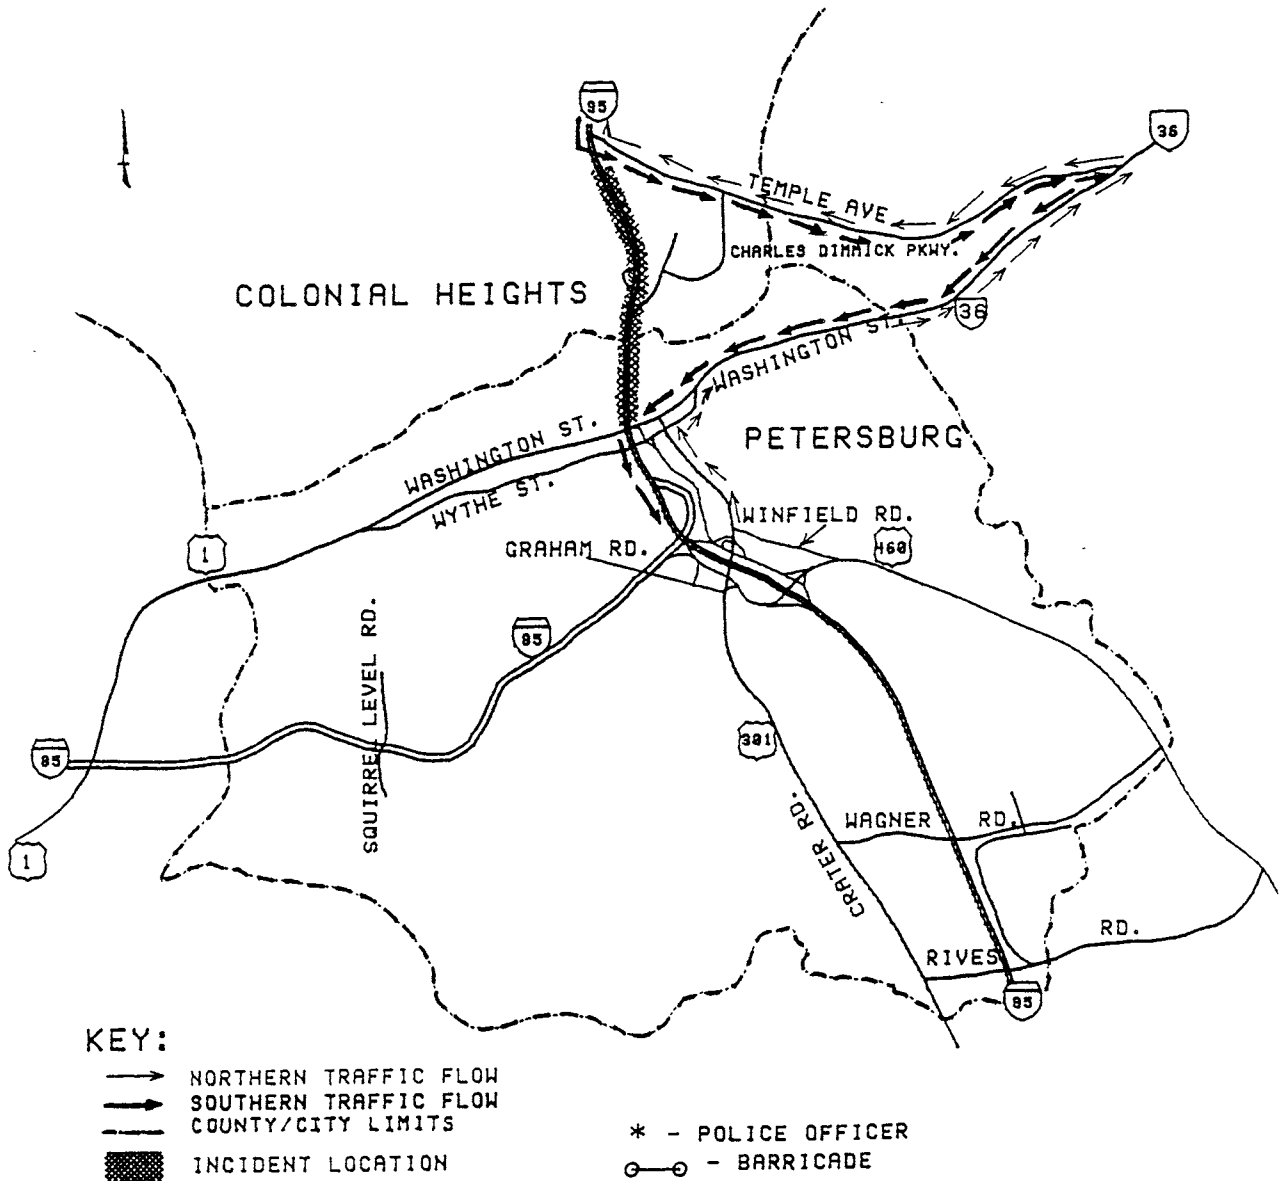 95
36
TEMPLE AVE
CHARLES DIMMICK PKWY.
COLONIAL HEIGHTS
36
WASHINGTON ST.
WASHINGTON ST.
PETERSBURG
WYTHE ST.
WINFIELD RD.
1
GRAHAM RD.
460
85
SQUIRREL LEVEL RD.
301
85
CRATER RD.
WAGNER RD.
1
RIVES RD.
95
KEY:
NORTHERN TRAFFIC FLOW
SOUTHERN TRAFFIC FLOW
COUNTY/CITY LIMITS
* - POLICE OFFICER
INCIDENT LOCATION
- BARRICADE